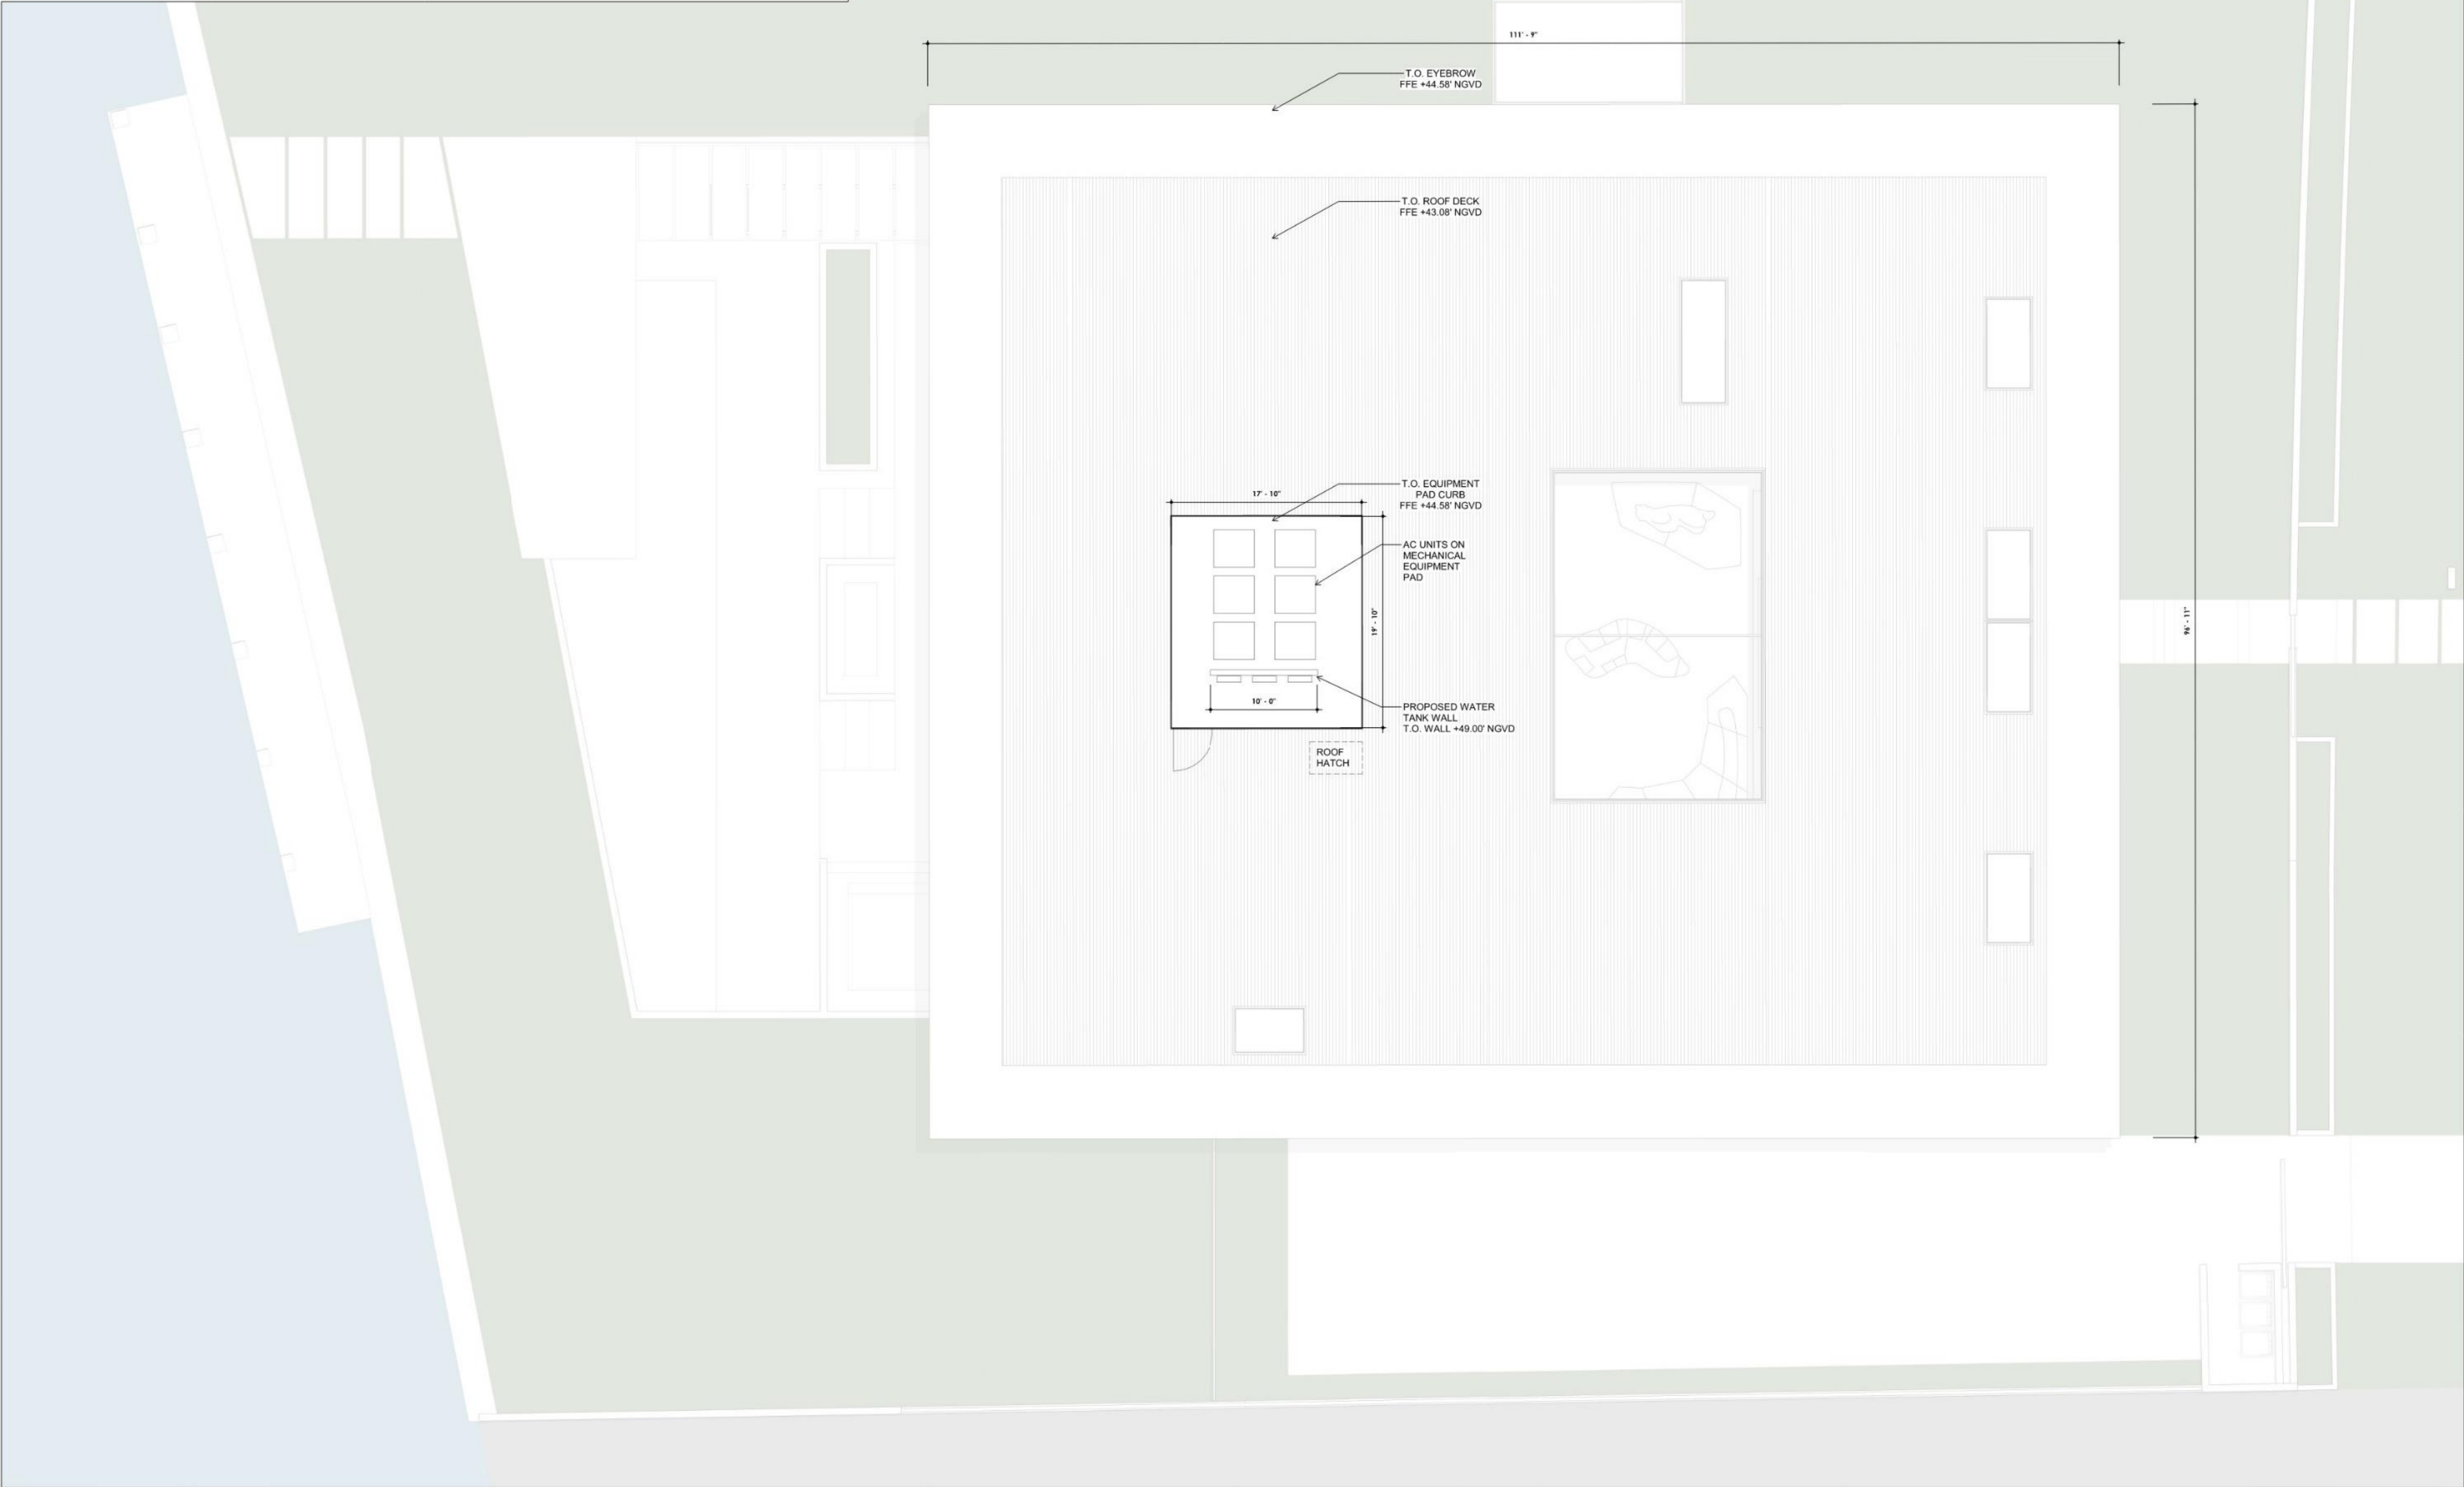 111' - 9"
T.O. EYEBROW
FFE +44.58' NGVD
T.O. ROOF DECK
FFE +43.08' NGVD
17' - 10"
T.O. EQUIPMENT
PAD CURB
FFE +44.58' NGVD
AC UNITS ON
MECHANICAL
EQUIPMENT
PAD
19' - 10"
96' - 11"
10' - 0"
PROPOSED WATER
TANK WALL
T.O. WALL +49.00' NGVD
ROOF
HATCH